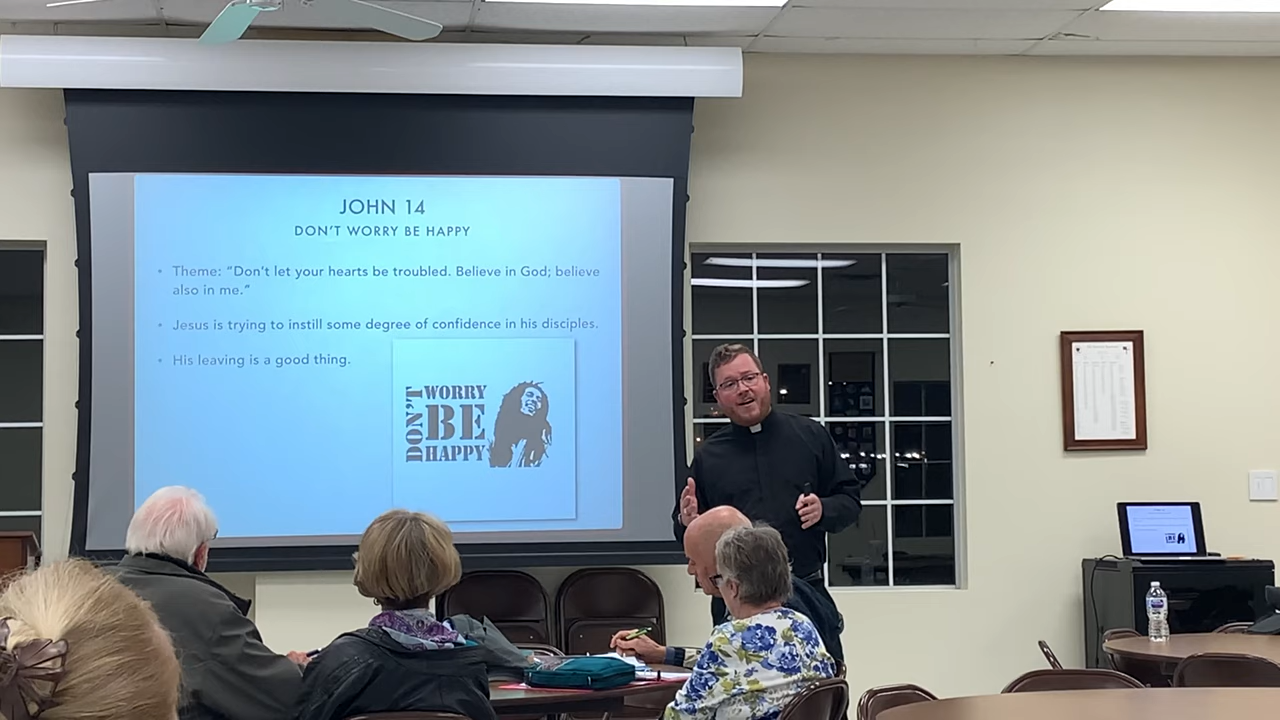 JOHN 14
DON'T WORRY BE HAPPY
• Theme: "Don't let your hearts be troubled. Believe in God; believe
also in me."
• Jesus is trying to instill some degree of confidence in his disciples.
• His leaving is a good thing.
DON'T
WORRY
BE
HAPPY